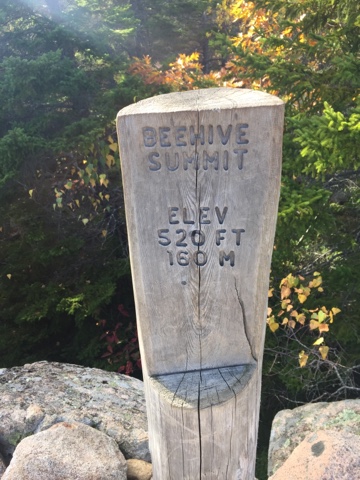 BEEHIVE
SUMMIT
ELEV
520 FT
160 M